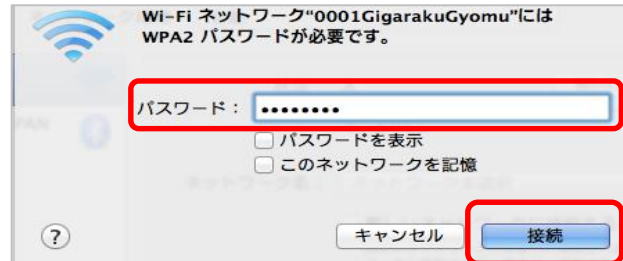 Wi-Fi ネットワーク“0001GigarakuGyomu”には
WPA2 パスワードが必要です。
パスワード： ••••••••
パスワードを表示
このネットワークを記憶
? キャンセル 接続